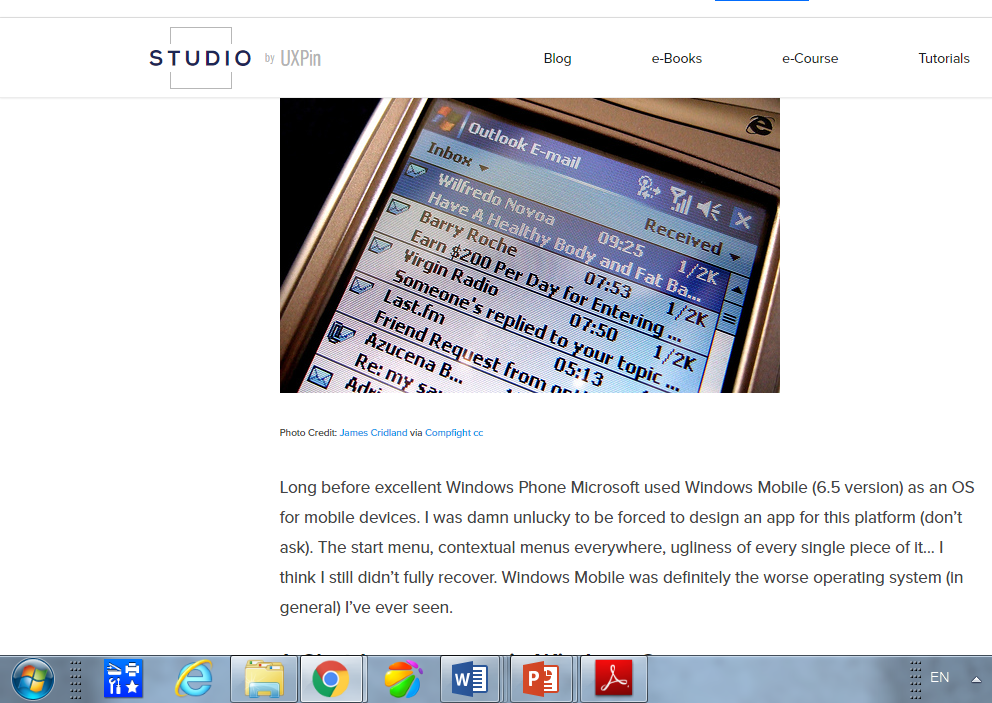 STUDIO by UXPin
Blog e-Books e-Course Tutorials
Outlook E-mail
Inbox Received
Wilfredo Novoa 09:25 1/2K
Have A Healthy Body and Fat Ba...
Barry Roche 07:53 1/2K
Earn $200 Per Day for Entering ...
Virgin Radio 07:50 1/2K
Someone's replied to your topic ...
Last.fm 05:13
Friend Request from
Azucena B...
Re: my
Photo Credit: James Cridland via Compfight cc
Long before excellent Windows Phone Microsoft used Windows Mobile (6.5 version) as an OS
for mobile devices. I was damn unlucky to be forced to design an app for this platform (don’t
ask). The start menu, contextual menus everywhere, ugliness of every single piece of it… I
think I still didn’t fully recover. Windows Mobile was definitely the worse operating system (in
general) I’ve ever seen.
EN